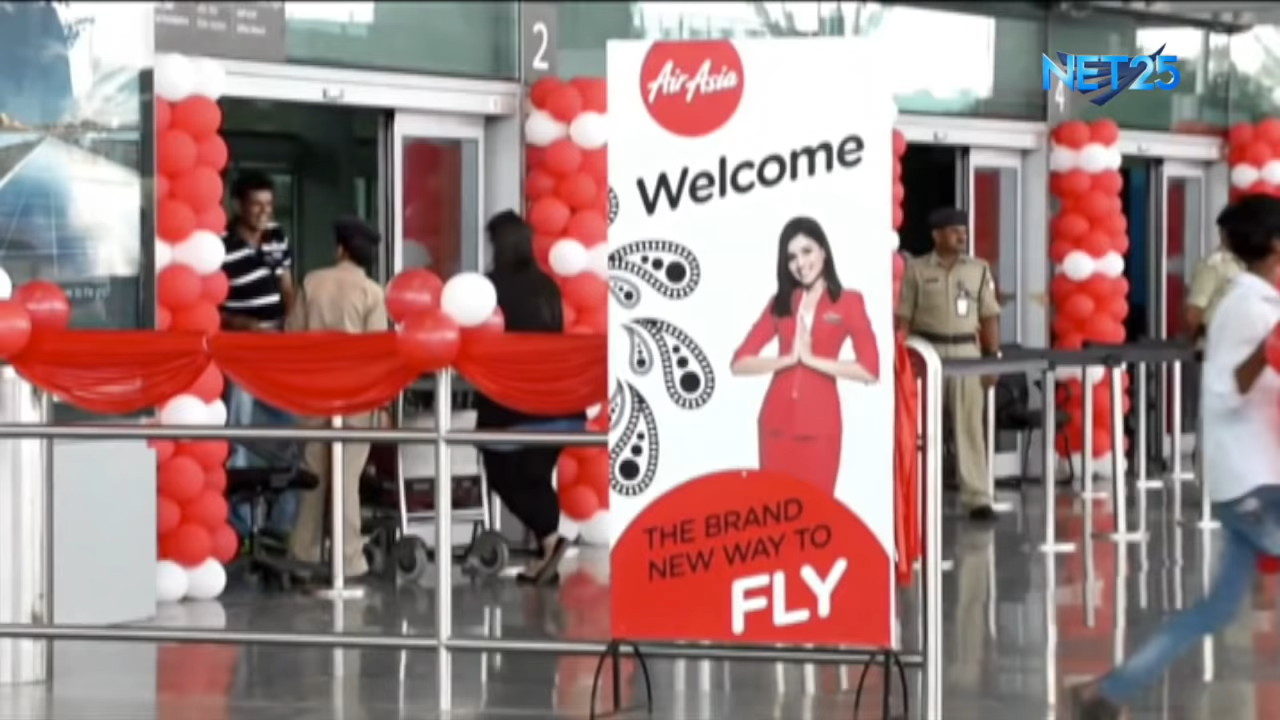 2
NET25
4
AirAsia
Welcome
THE BRAND
NEW WAY TO
FLY